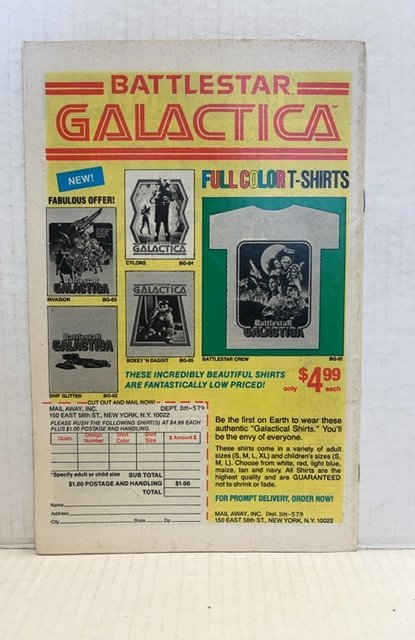 BATTLESTAR
GALACTICA™
NEW!
FABULOUS OFFER!
FULL COLOR T-SHIRTS
Battlestar
GALACTICA
INVASION BG-03
GALACTICA
CYLONS BG-04
Battlestar
GALACTICA
SHIP GLITTER BG-02
GALACTICA
BOXEY 'N DAGGIT BG-05
Battlestar
GALACTICA
BATTLESTAR CREW BG-01
THESE INCREDIBLY BEAUTIFUL SHIRTS
ARE FANTASTICALLY LOW PRICED!
only $4.99 each
CUT OUT AND MAIL NOW!
MAIL AWAY, INC. DEPT. BM-579
150 EAST 58th ST., NEW YORK, N.Y. 10022
PLEASE RUSH THE FOLLOWING SHIRT(S) AT $4.99 EACH
PLUS $1.00 POSTAGE AND HANDLING.
Quan. Design Number Shirt Color Shirt Size $ Amount $
*Specify adult or child size SUB TOTAL
$1.00 POSTAGE AND HANDLING $1.00
TOTAL
Name
Address
City State Zip
Be the first on Earth to wear these
authentic "Galactical Shirts." You'll
be the envy of everyone.
These shirts come in a variety of adult
sizes (S, M, L, XL) and children's sizes (S,
M, L). Choose from white, red, light blue,
maize, tan and navy. All Shirts are the
highest quality and are GUARANTEED
not to shrink or fade.
FOR PROMPT DELIVERY, ORDER NOW!
MAIL AWAY, INC. Dept. BM-579
150 EAST 58th ST., NEW YORK, N.Y. 10022